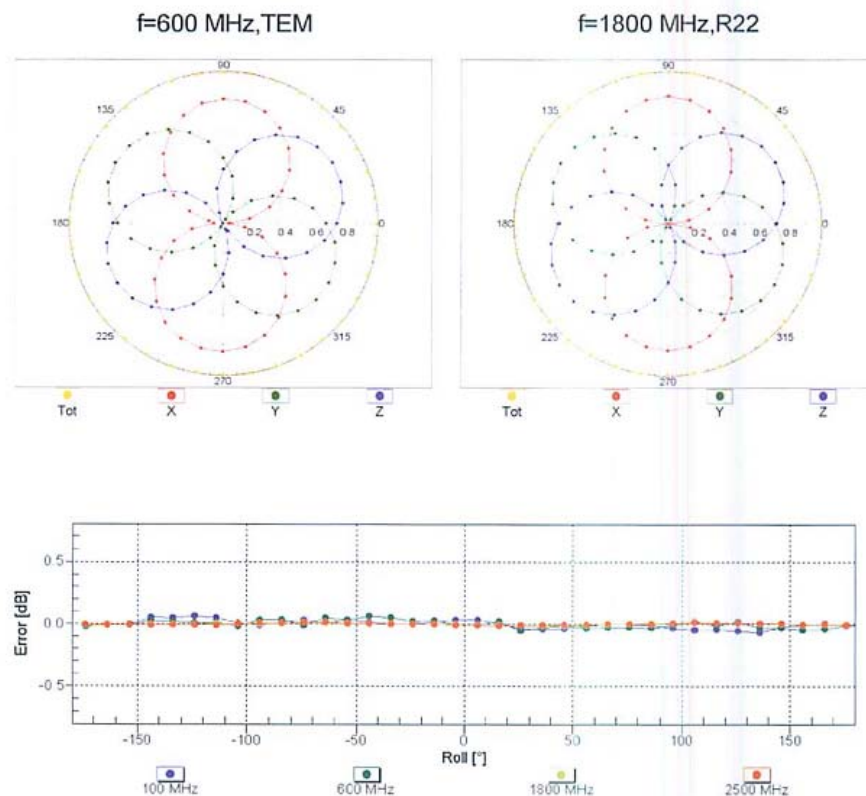 f=600 MHz,TEM
f=1800 MHz,R22
90
135
45
180
0.2 0.4 0.6 0.8
0
225
315
270
Tot X Y Z
90
135
45
180
0.2 0.4 0.6 0.8
0
225
315
270
Tot X Y Z
Error [dB]
0.5
0.0
-0.5
-150 -100 -50 0 50 100 150
Roll [°]
100 MHz 600 MHz 1800 MHz 2500 MHz